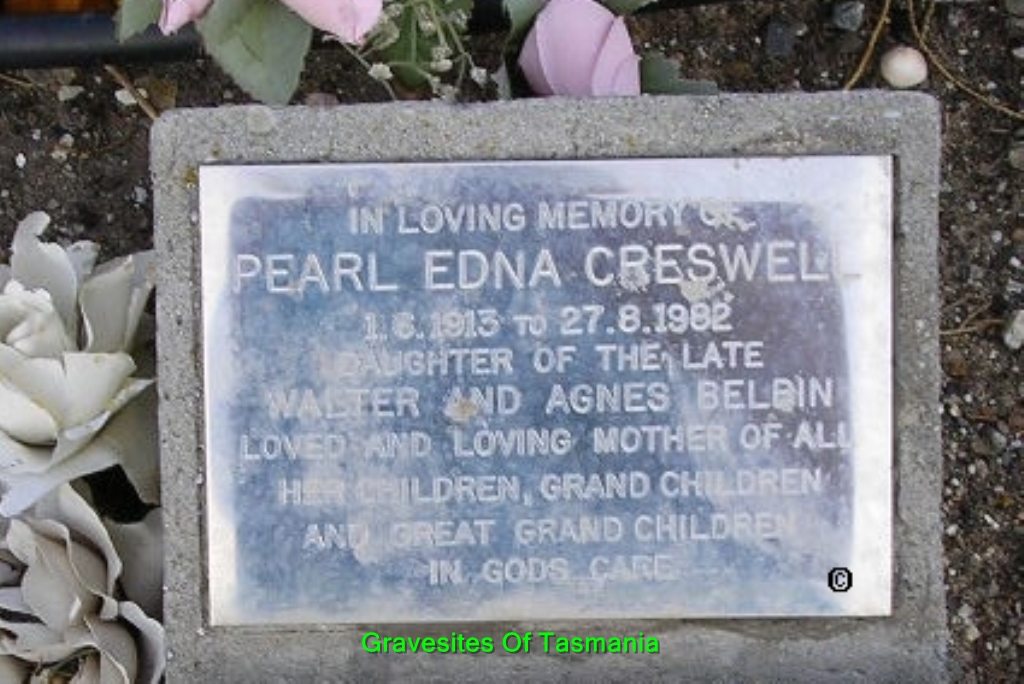 IN LOVING MEMORY OF
PEARL EDNA CRESWELL
1.6.1913 TO 27.8.1982
DAUGHTER OF THE LATE
WALTER AND AGNES BELBIN
LOVED AND LOVING MOTHER OF ALL
HER CHILDREN, GRAND CHILDREN
AND GREAT GRAND CHILDREN
IN GODS CARE
©
Gravesites Of Tasmania